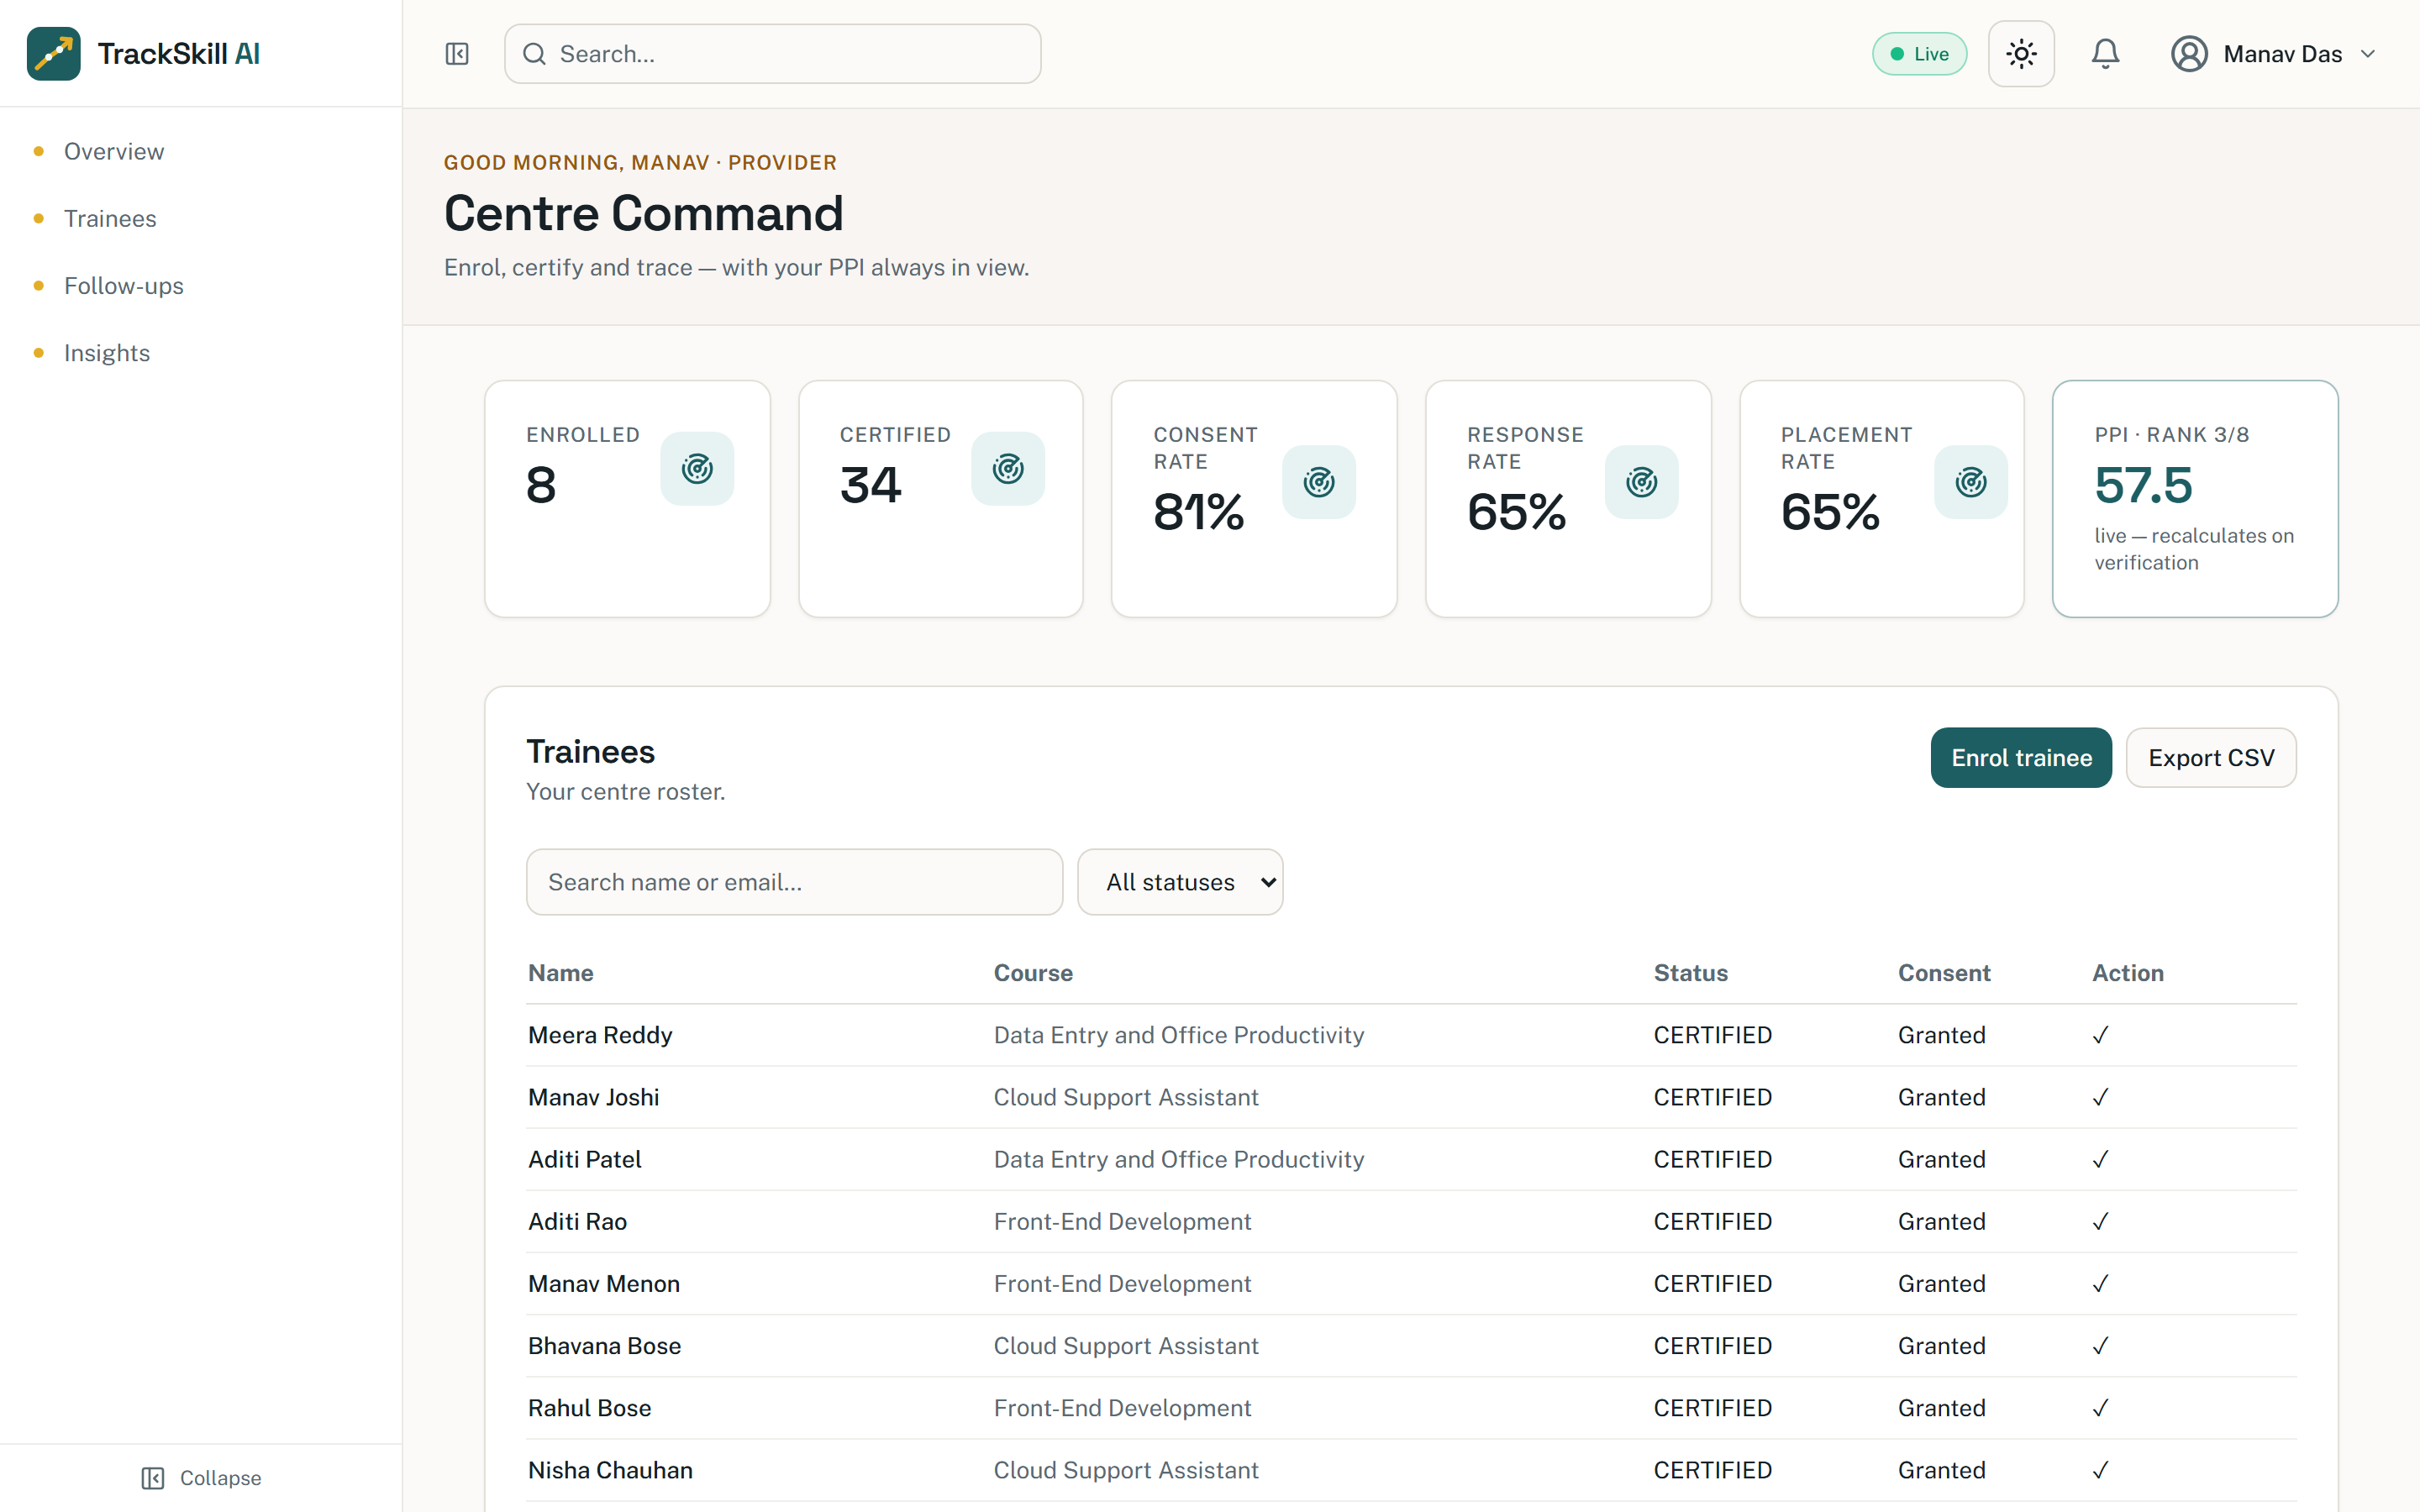 TrackSkill AI
Search...
Live
Manav Das
Overview
Trainees
Follow-ups
Insights
Collapse
GOOD MORNING, MANAV · PROVIDER
Centre Command
Enrol, certify and trace — with your PPI always in view.
ENROLLED
8
CERTIFIED
34
CONSENT
RATE
81%
RESPONSE
RATE
65%
PLACEMENT
RATE
65%
PPI · RANK 3/8
57.5
live — recalculates on
verification
Trainees
Your centre roster.
Enrol trainee
Export CSV
Search name or email...
All statuses
Name Course Status Consent Action
Meera Reddy Data Entry and Office Productivity CERTIFIED Granted ✓
Manav Joshi Cloud Support Assistant CERTIFIED Granted ✓
Aditi Patel Data Entry and Office Productivity CERTIFIED Granted ✓
Aditi Rao Front-End Development CERTIFIED Granted ✓
Manav Menon Front-End Development CERTIFIED Granted ✓
Bhavana Bose Cloud Support Assistant CERTIFIED Granted ✓
Rahul Bose Front-End Development CERTIFIED Granted ✓
Nisha Chauhan Cloud Support Assistant CERTIFIED Granted ✓